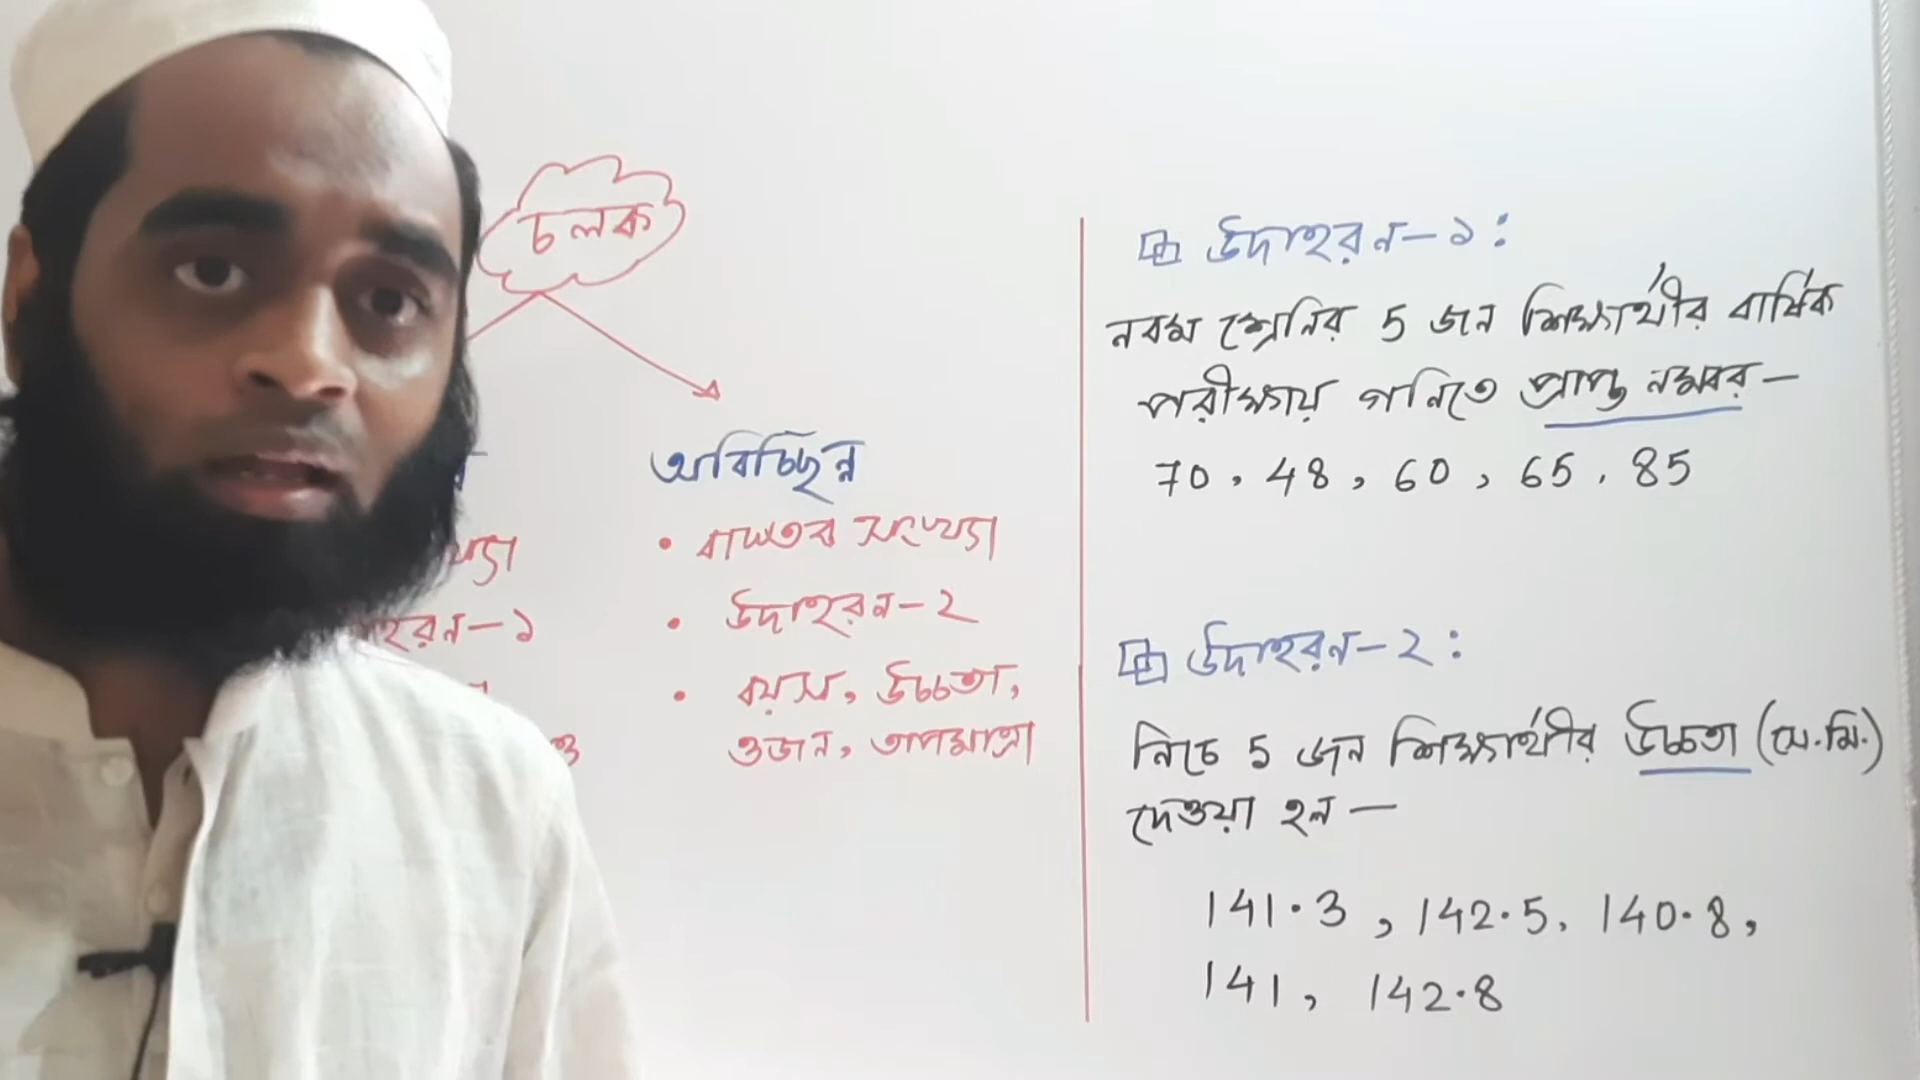 চলক
অবিচ্ছিন্ন
• বাস্তব সংখ্যা
• উদাহরন-২
• বয়স, উচ্চতা,
ওজন, তাপমাত্রা
হরন-১
উদাহরন-১:
নবম শ্রেনির 5 জন শিক্ষার্থীর বার্ষিক
পরীক্ষায় গনিতে প্রাপ্ত নম্বর-
70, 48, 60, 65, 85
উদাহরন-২:
নিচে 5 জন শিক্ষার্থীর উচ্চতা (সে.মি.)
দেওয়া হল-
141.3, 142.5, 140.8,
141, 142.8